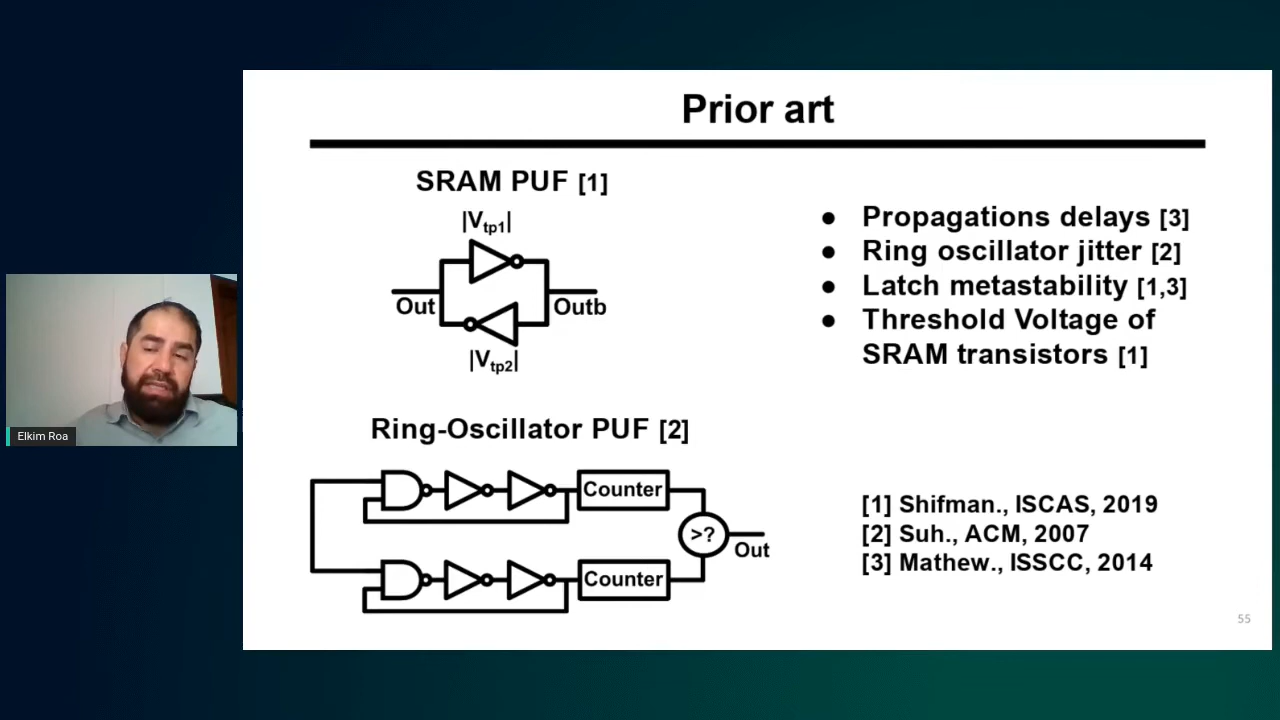 Prior art
SRAM PUF [1]
|Vtp1|
Out
Outb
|Vtp2|
● Propagations delays [3]
● Ring oscillator jitter [2]
● Latch metastability [1,3]
● Threshold Voltage of
SRAM transistors [1]
Elkim Roa
Ring-Oscillator PUF [2]
Counter
>?
Out
Counter
[1] Shifman., ISCAS, 2019
[2] Suh., ACM, 2007
[3] Mathew., ISSCC, 2014
55